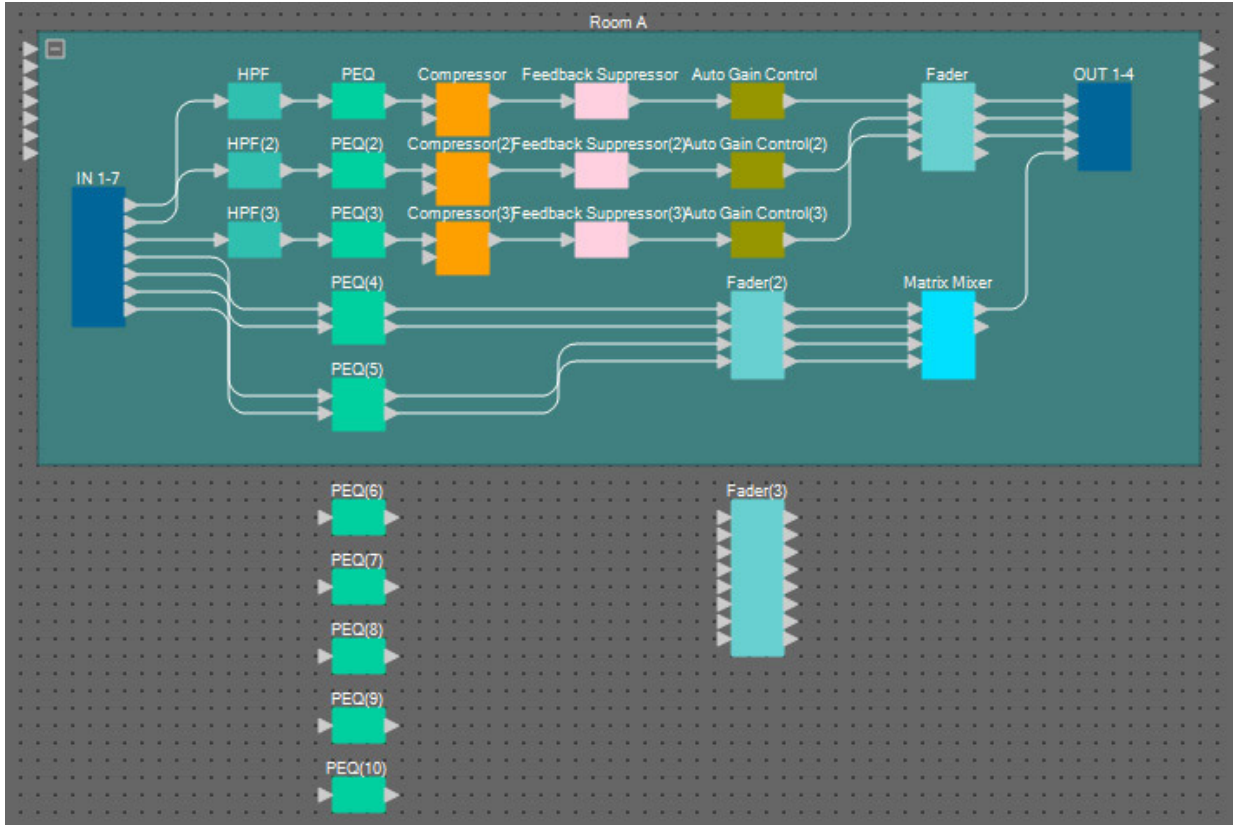 Room A
HPF PEQ Compressor Feedback Suppressor Auto Gain Control Fader OUT 1-4
HPF(2) PEQ(2) Compressor(2) Feedback Suppressor(2) Auto Gain Control(2)
IN 1-7
HPF(3) PEQ(3) Compressor(3) Feedback Suppressor(3) Auto Gain Control(3)
PEQ(4) Fader(2) Matrix Mixer
PEQ(5)
PEQ(6) Fader(3)
PEQ(7)
PEQ(8)
PEQ(9)
PEQ(10)